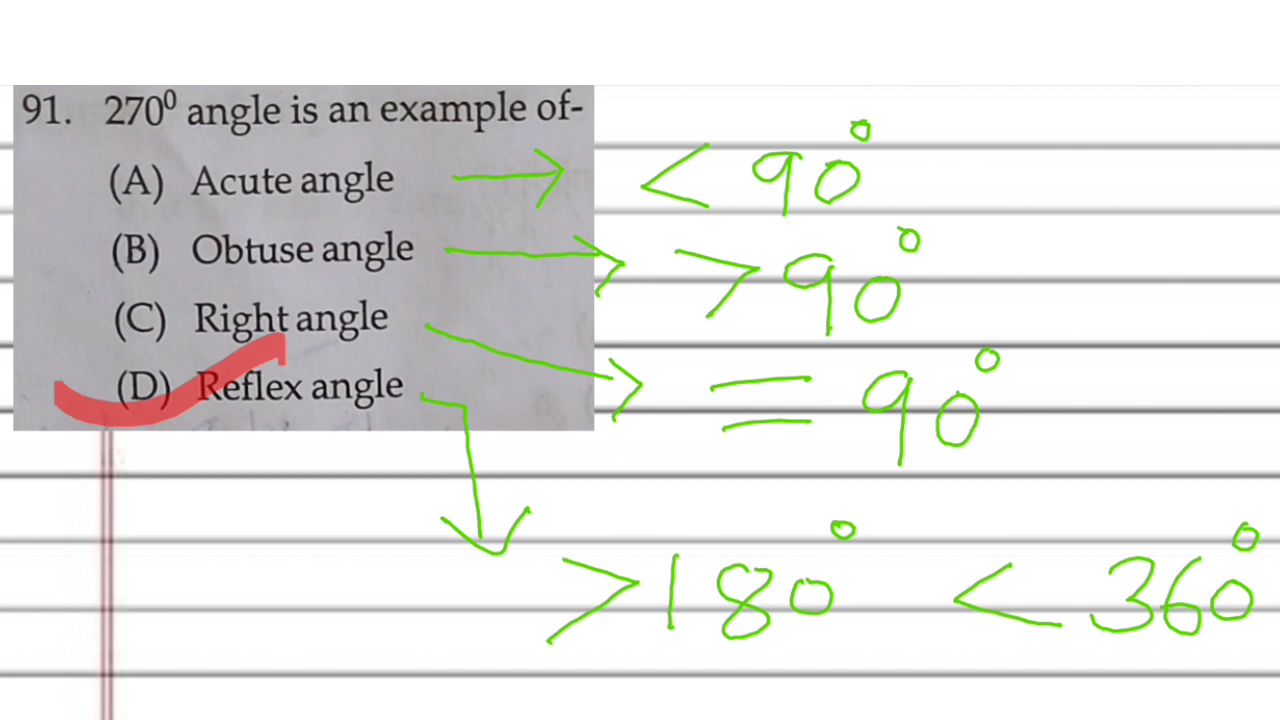 91. 270⁰ angle is an example of-
(A) Acute angle → < 90°
(B) Obtuse angle → > 90°
(C) Right angle → = 90°
(D) Reflex angle
> 180° < 360°